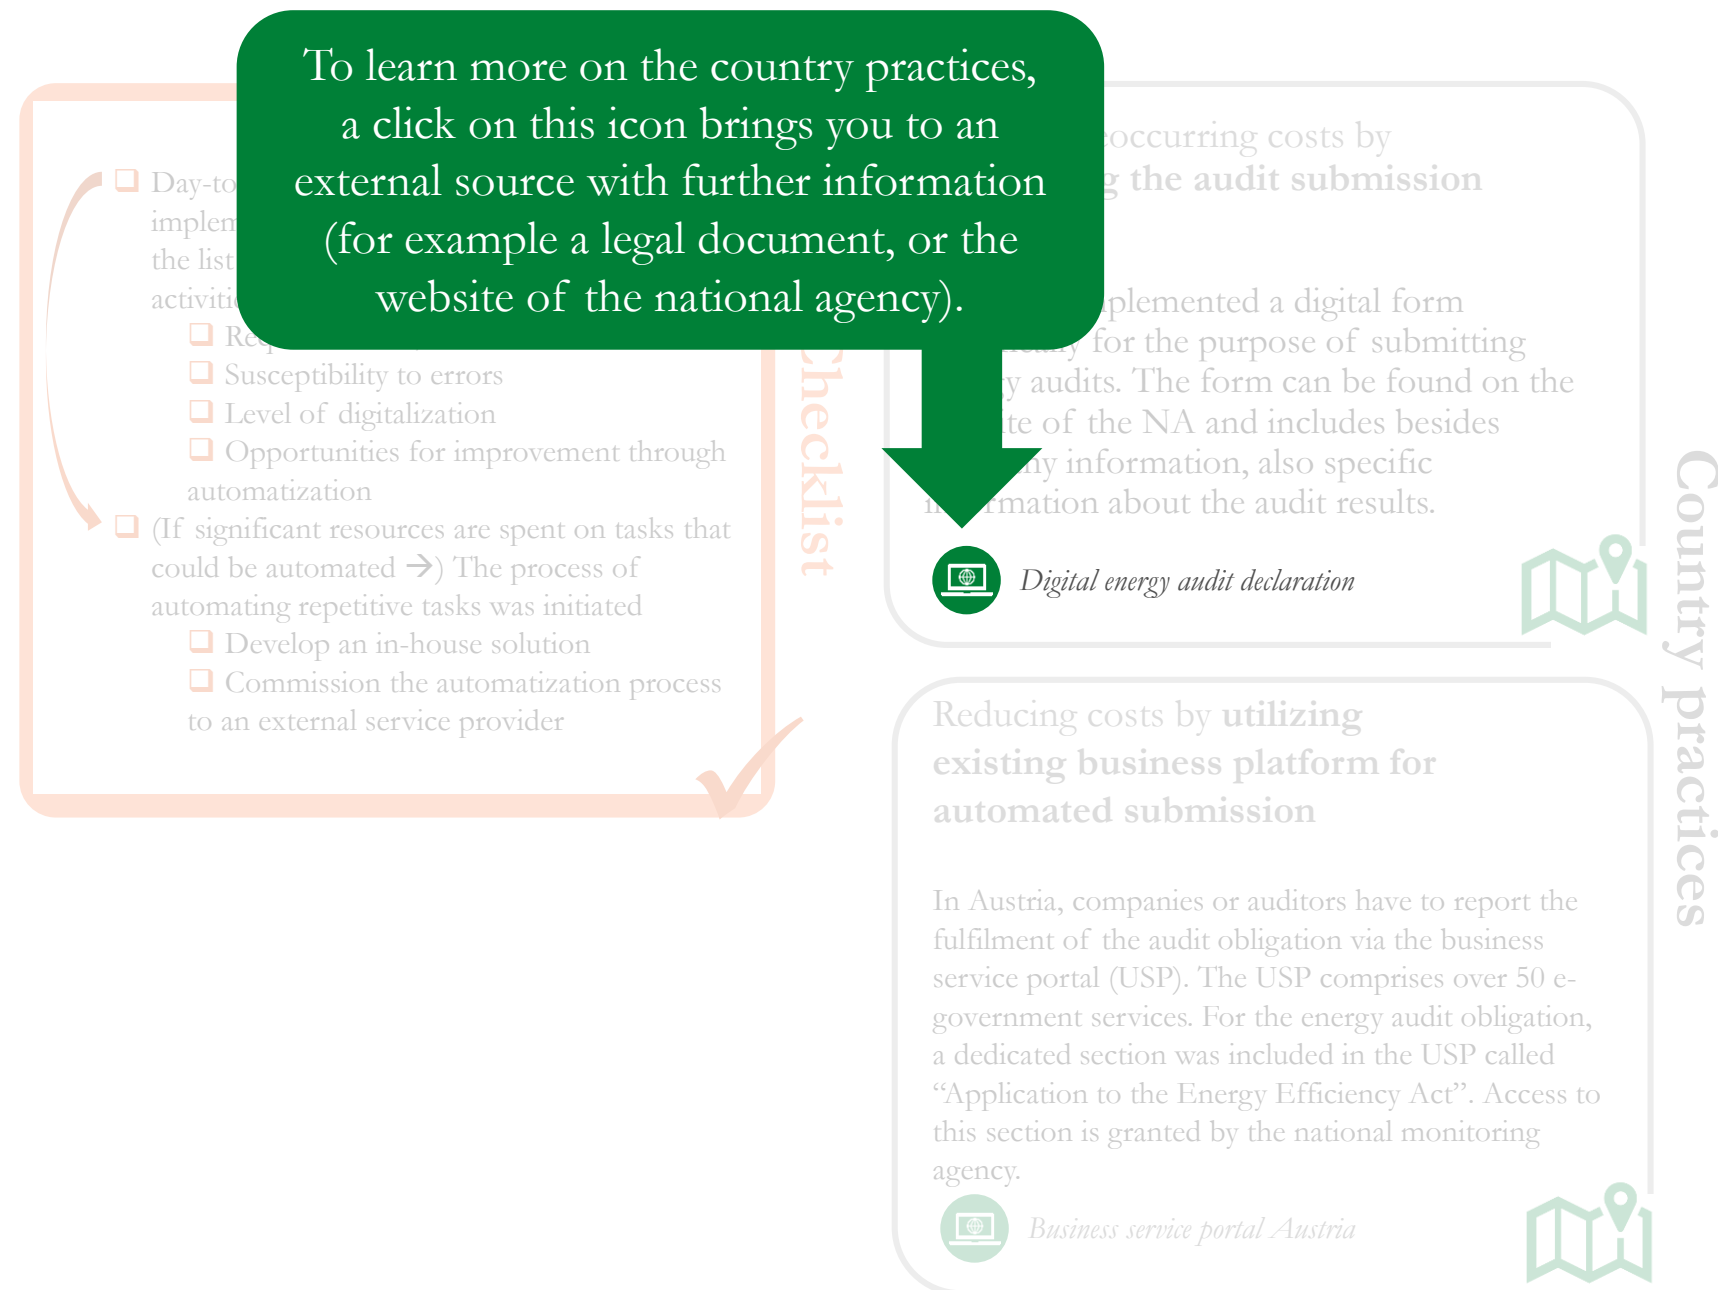 To learn more on the country practices,
a click on this icon brings you to an
external source with further information
(for example a legal document, or the
website of the national agency).
Day-to
the list
Susceptibility to errors
Level of digitalization
Opportunities for improvement through
automatization
(If significant resources are spent on tasks that
could be automated →) The process of
automating repetitive tasks was initiated
Develop an in-house solution
Commission the automatization process
to an external service provider
Checklist
costs by
the audit submission
a digital form
for the purpose of submitting
audits. The form can be found on the
of the NA and includes besides
information, also specific
about the audit results.
Digital energy audit declaration
Country practices
Reducing costs by utilizing
existing business platform for
automated submission
In Austria, companies or auditors have to report the
fulfilment of the audit obligation via the business
service portal (USP). The USP comprises over 50 e-
government services. For the energy audit obligation,
a dedicated section was included in the USP called
“Application to the Energy Efficiency Act”. Access to
this section is granted by the national monitoring
agency.
Business service portal Austria